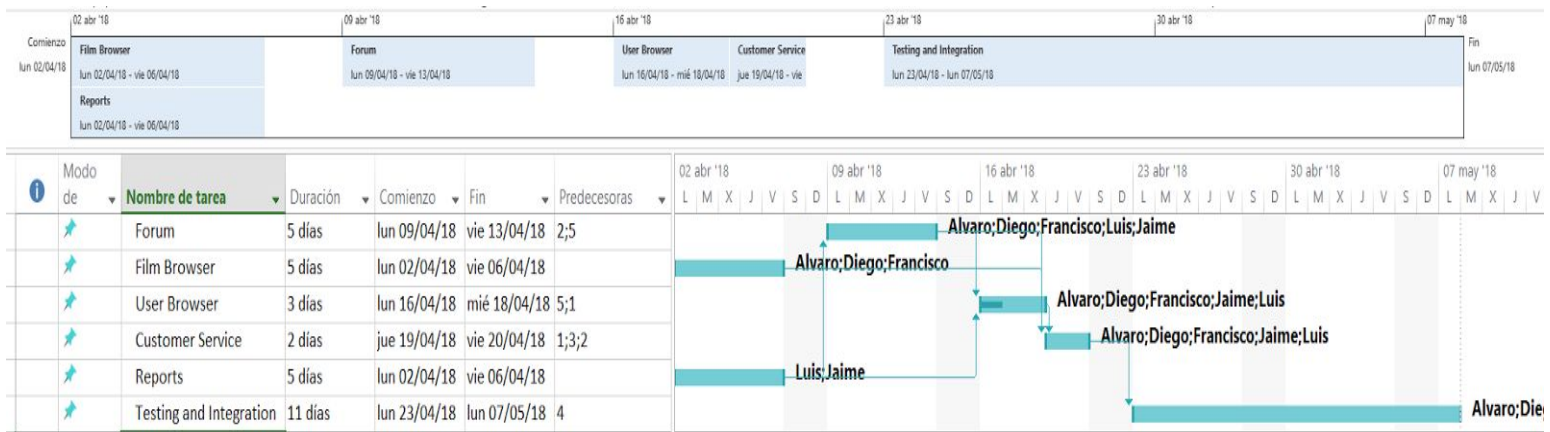 02 abr '18 09 abr '18 16 abr '18 23 abr '18 30 abr '18 07 may '18
Comienzo
lun 02/04/18
Film Browser
lun 02/04/18 - vie 06/04/18
Forum
lun 09/04/18 - vie 13/04/18
User Browser
lun 16/04/18 - mié 18/04/18
Customer Service
jue 19/04/18 - vie
Testing and Integration
lun 23/04/18 - lun 07/05/18
Fin
lun 07/05/18
Reports
lun 02/04/18 - vie 06/04/18
Modo de Nombre de tarea Duración Comienzo Fin Predecesoras
02 abr '18 09 abr '18 16 abr '18 23 abr '18 30 abr '18 07 may '18
L M X J V S D L M X J V S D L M X J V S D L M X J V S D L M X J V S D L M X J V
Forum 5 días lun 09/04/18 vie 13/04/18 2;5 Alvaro;Diego;Francisco;Luis;Jaime
Film Browser 5 días lun 02/04/18 vie 06/04/18 Alvaro;Diego;Francisco
User Browser 3 días lun 16/04/18 mié 18/04/18 5;1 Alvaro;Diego;Francisco;Jaime;Luis
Customer Service 2 días jue 19/04/18 vie 20/04/18 1;3;2 Alvaro;Diego;Francisco;Jaime;Luis
Reports 5 días lun 02/04/18 vie 06/04/18 Luis;Jaime
Testing and Integration 11 días lun 23/04/18 lun 07/05/18 4 Alvaro;Die